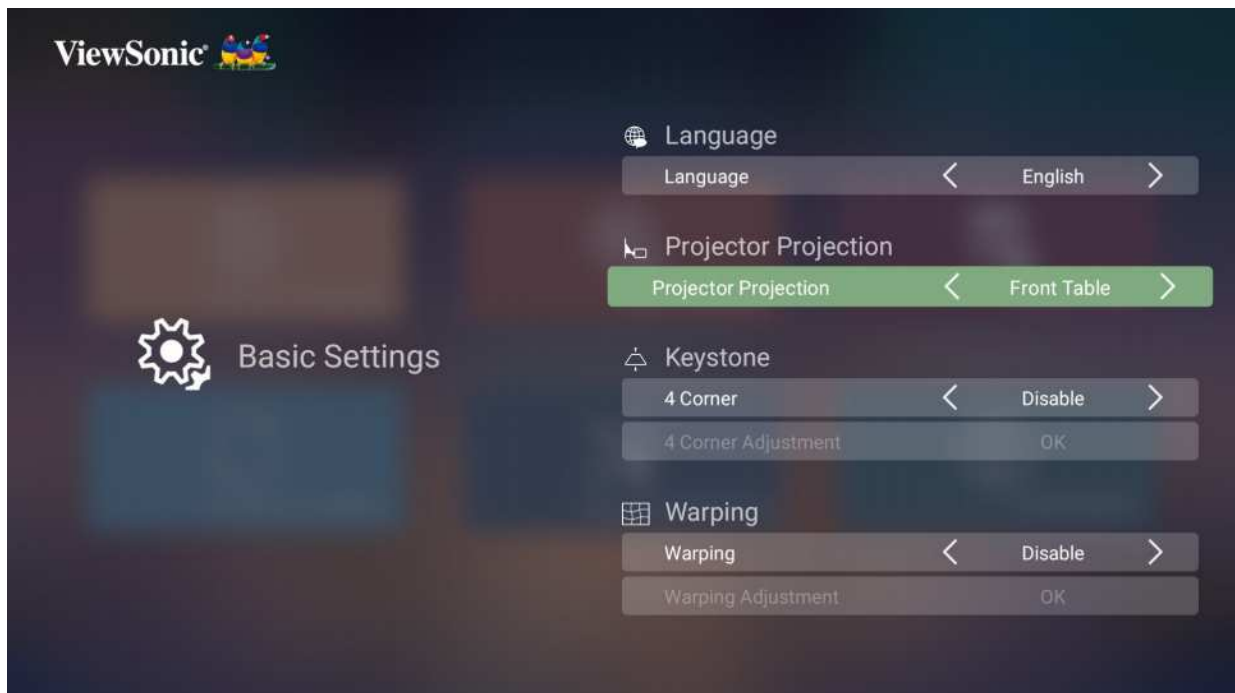 ViewSonic®
Basic Settings
Language
Language English
Projector Projection
Projector Projection Front Table
Keystone
4 Corner Disable
4 Corner Adjustment OK
Warping
Warping Disable
Warping Adjustment OK